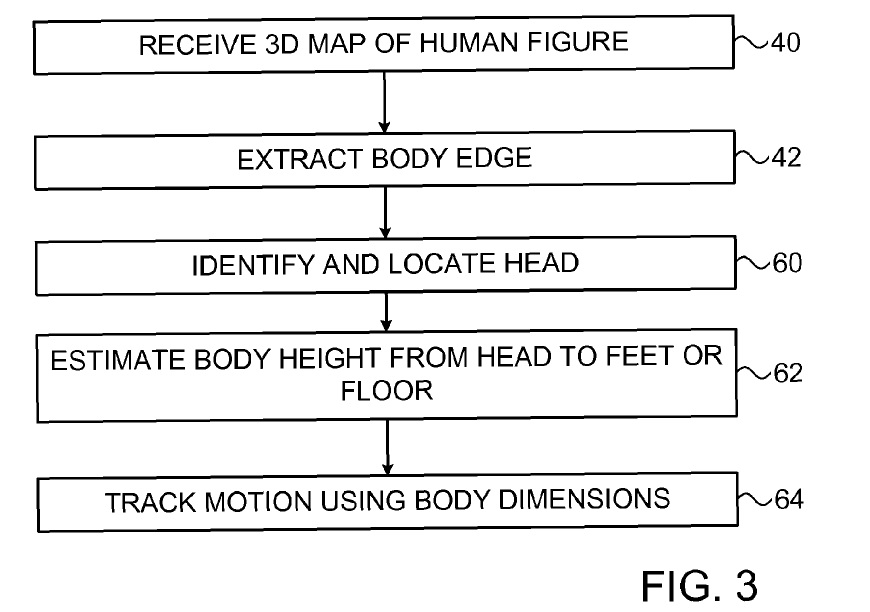 RECEIVE 3D MAP OF HUMAN FIGURE 40
EXTRACT BODY EDGE 42
IDENTIFY AND LOCATE HEAD 60
ESTIMATE BODY HEIGHT FROM HEAD TO FEET OR
FLOOR 62
TRACK MOTION USING BODY DIMENSIONS 64
FIG. 3